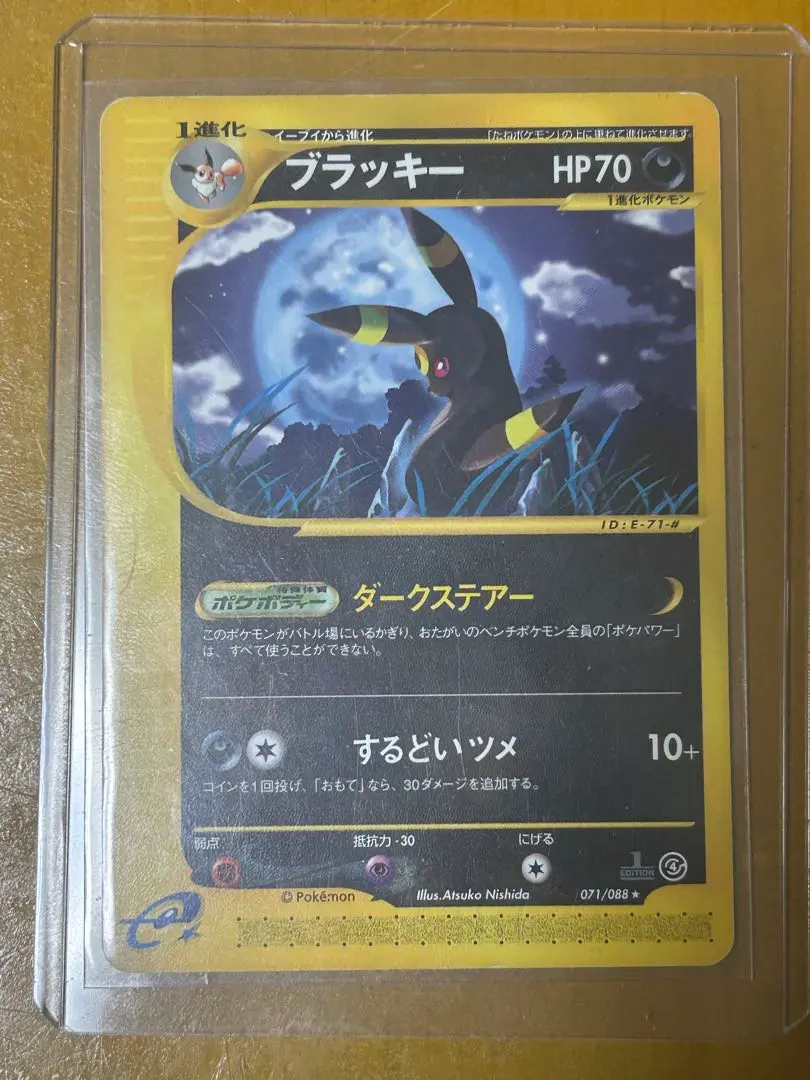 1進化
イーブイから進化
「たねポケモン」の上に重ねて進化させます
ブラッキー
HP70
1進化ポケモン
ID:E-71-#
特殊体質
ポケボディー
ダークステアー
このポケモンがバトル場にいるかぎり、おたがいのベンチポケモン全員の「ポケパワー」
は、すべて使うことができない。
するどいツメ
10+
コインを1回投げ、「おもて」なら、30ダメージを追加する。
弱点
抵抗力-30
にげる
1 EDITION
4
© Pokémon
Illus.Atsuko Nishida
071/088★
e